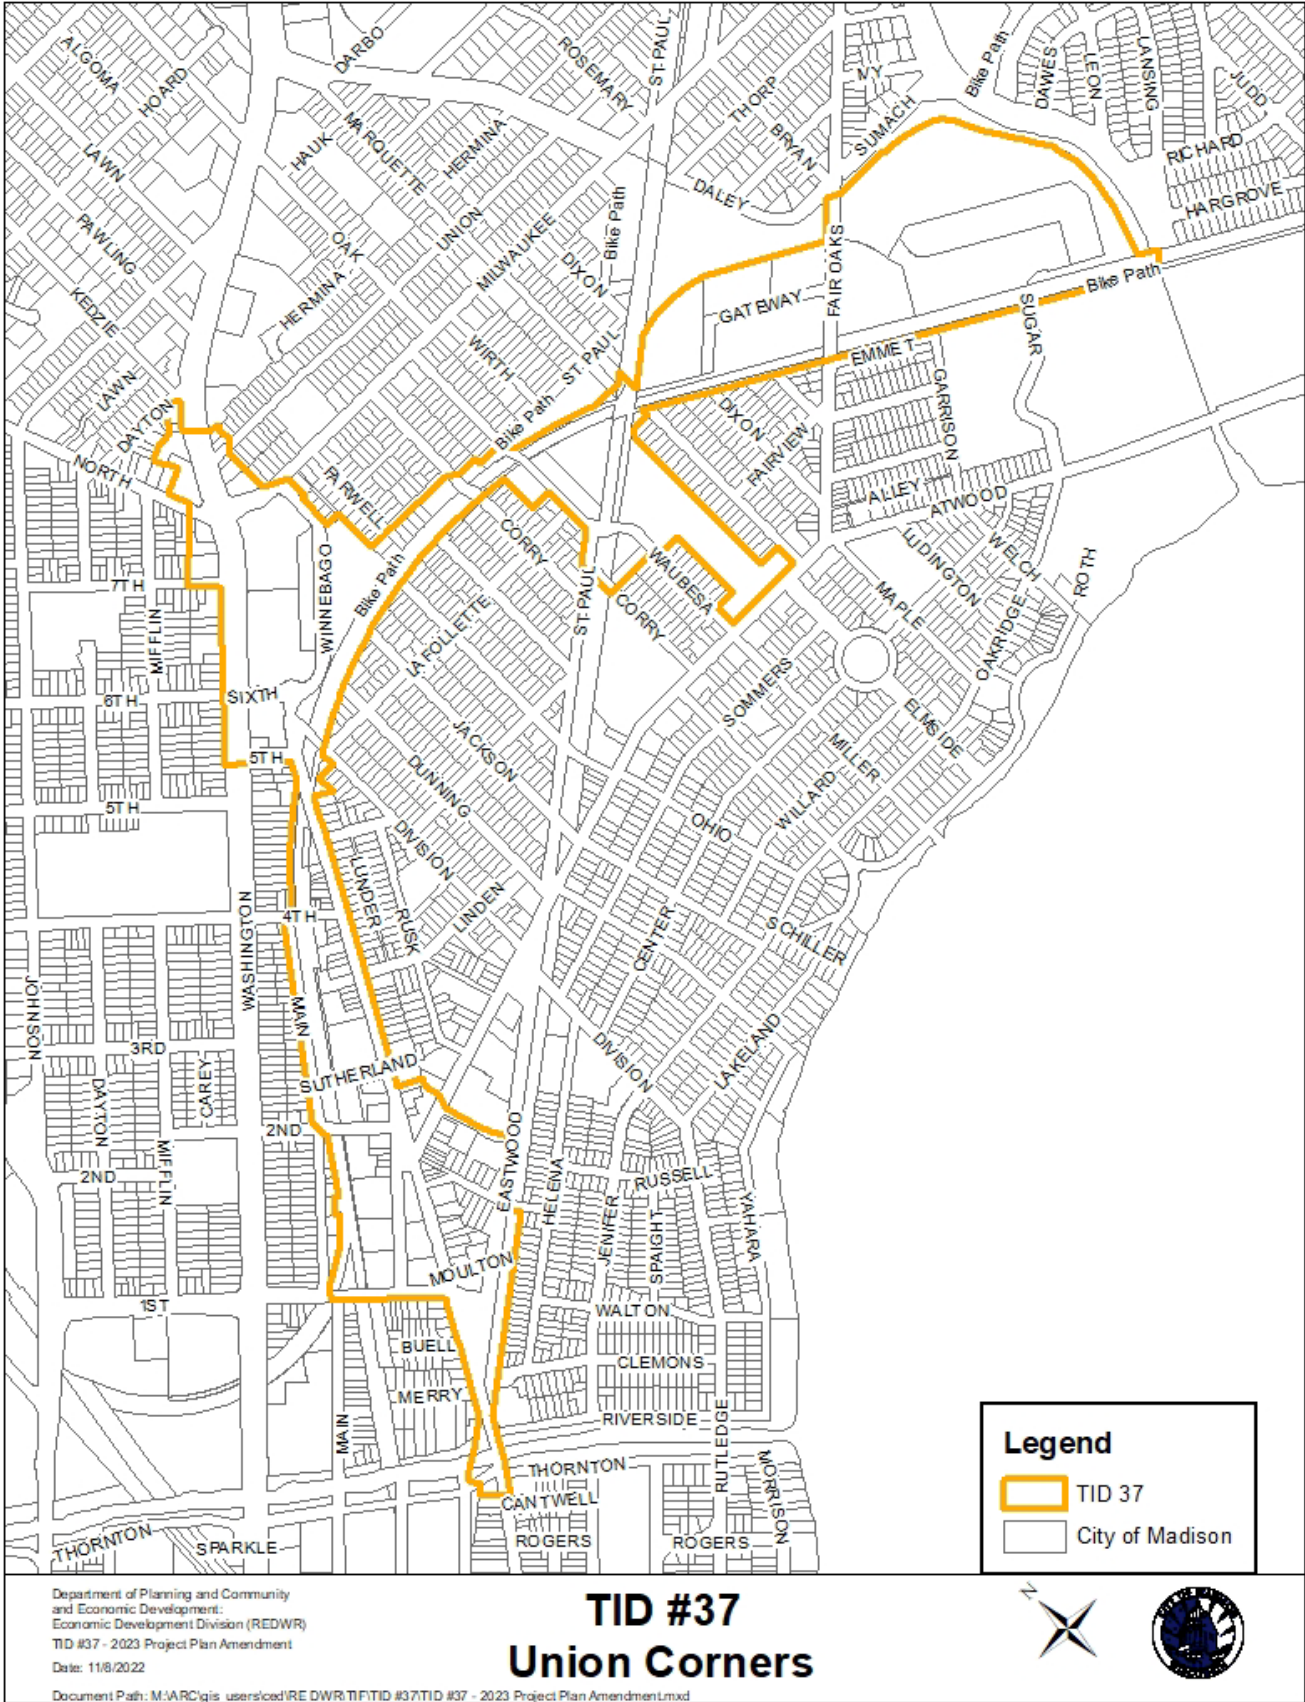 ALGOMA
HOARD
DARBO
ROSEMARY
ST. PAUL
THORP
BRYAN
IVY
SUMACH
Bike Path
DAWES
LEON
LANSING
JUDD
RICHARD
HARGROVE
LAWN
HAUK
MARQUETTE
HERMINA
DALEY
PAWLING
OAK
UNION
MILWAUKEE
DIXON
Bike Path
FAIR OAKS
KEDZIE
HERMINA
GATEWAY
Bike Path
SUGAR
WIRTH
ST. PAUL
EMMET
LAWN
DAYTON
Bike Path
DIXON
GARRISON
NORTH
FARWELL
FAIRVIEW
ALLEY
ATWOOD
CORRY
WAUBESA
LUDINGTON
WELCH
ROTH
7TH
MIFFLIN
WINNEBAGO
Bike Path
LAFOLLETTE
ST. PAUL
CORRY
MAPLE
OAKRIDGE
6TH
SIXTH
SOMMERS
ELMSIDE
5TH
JACKSON
MILLER
5TH
DUNNING
WILLARD
DIVISION
OHIO
LUNDER
RUSK
LINDEN
4TH
WASHINGTON
CENTER
SCHILLER
JOHNSON
MAIN
3RD
SUTHERLAND
DIVISION
LAKELAND
DAYTON
CAREY
2ND
MIFFLIN
2ND
EASTWOOD
HELENA
RUSSELL
JENIFER
SPAIGHT
YAHARA
MOULTON
1ST
WALTON
BUELL
CLEMONS
MERRY
MAIN
RIVERSIDE
RUTLEDGE
THORNTON
MORRISON
CANTWELL
THORNTON
SPARKLE
ROGERS
ROGERS
Legend
TID 37
City of Madison
Department of Planning and Community
and Economic Development:
Economic Development Division (REDWR)
TID #37 - 2023 Project Plan Amendment
Date: 11/8/2022
Document Path: M:\ARC\gis_users\ced\REDWR\TIF\TID #37\TID #37 - 2023 Project Plan Amendment.mxd
TID #37
Union Corners
N